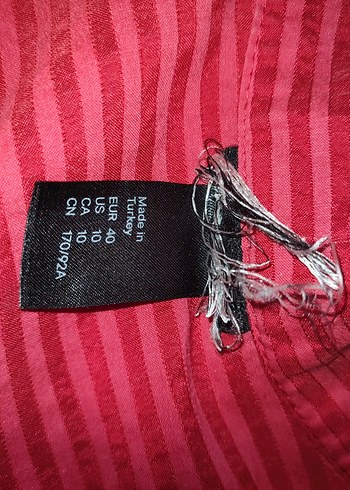 Made in
Turkey
EUR 40
US 10
CA 10
CN 170/92A